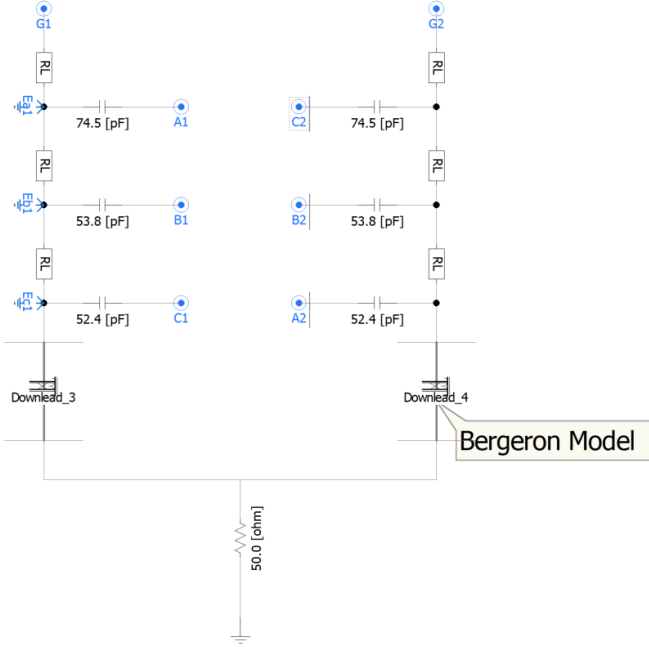 G1
G2
RL
RL
Ea1
74.5 [pF]
A1
C2
74.5 [pF]
RL
RL
Eb1
53.8 [pF]
B1
B2
53.8 [pF]
RL
RL
Ec1
52.4 [pF]
C1
A2
52.4 [pF]
Downlead_3
Downlead_4
Bergeron Model
50.0 [ohm]